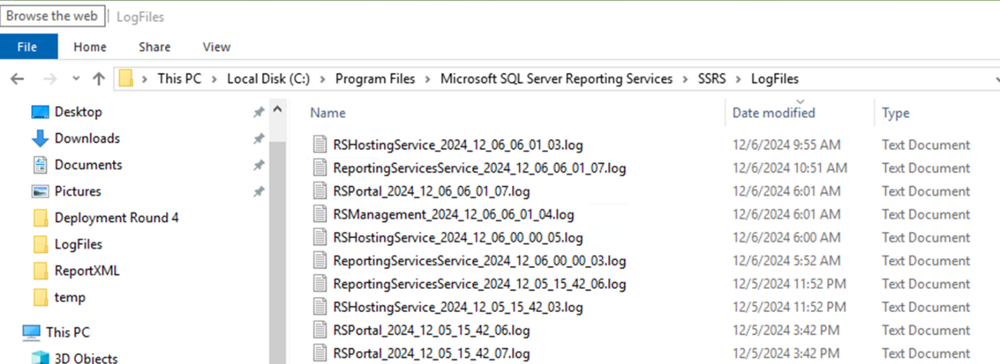 Browse the web LogFiles
File Home Share View
This PC Local Disk (C:) Program Files Microsoft SQL Server Reporting Services SSRS LogFiles
Desktop
Downloads
Documents
Pictures
Deployment Round 4
LogFiles
ReportXML
temp
This PC
3D Objects
Name Date modified Type
RSHostingService_2024_12_06_06_01_03.log 12/6/2024 9:55 AM Text Document
ReportingServicesService_2024_12_06_06_01_07.log 12/6/2024 10:51 AM Text Document
RSPortal_2024_12_06_06_01_07.log 12/6/2024 6:01 AM Text Document
RSManagement_2024_12_06_06_01_04.log 12/6/2024 6:01 AM Text Document
RSHostingService_2024_12_06_00_00_05.log 12/6/2024 6:00 AM Text Document
ReportingServicesService_2024_12_06_00_00_03.log 12/6/2024 5:52 AM Text Document
ReportingServicesService_2024_12_05_15_42_06.log 12/5/2024 11:52 PM Text Document
RSHostingService_2024_12_05_15_42_03.log 12/5/2024 11:52 PM Text Document
RSPortal_2024_12_05_15_42_06.log 12/5/2024 3:42 PM Text Document
RSPortal_2024_12_05_15_42_07.log 12/5/2024 3:42 PM Text Document